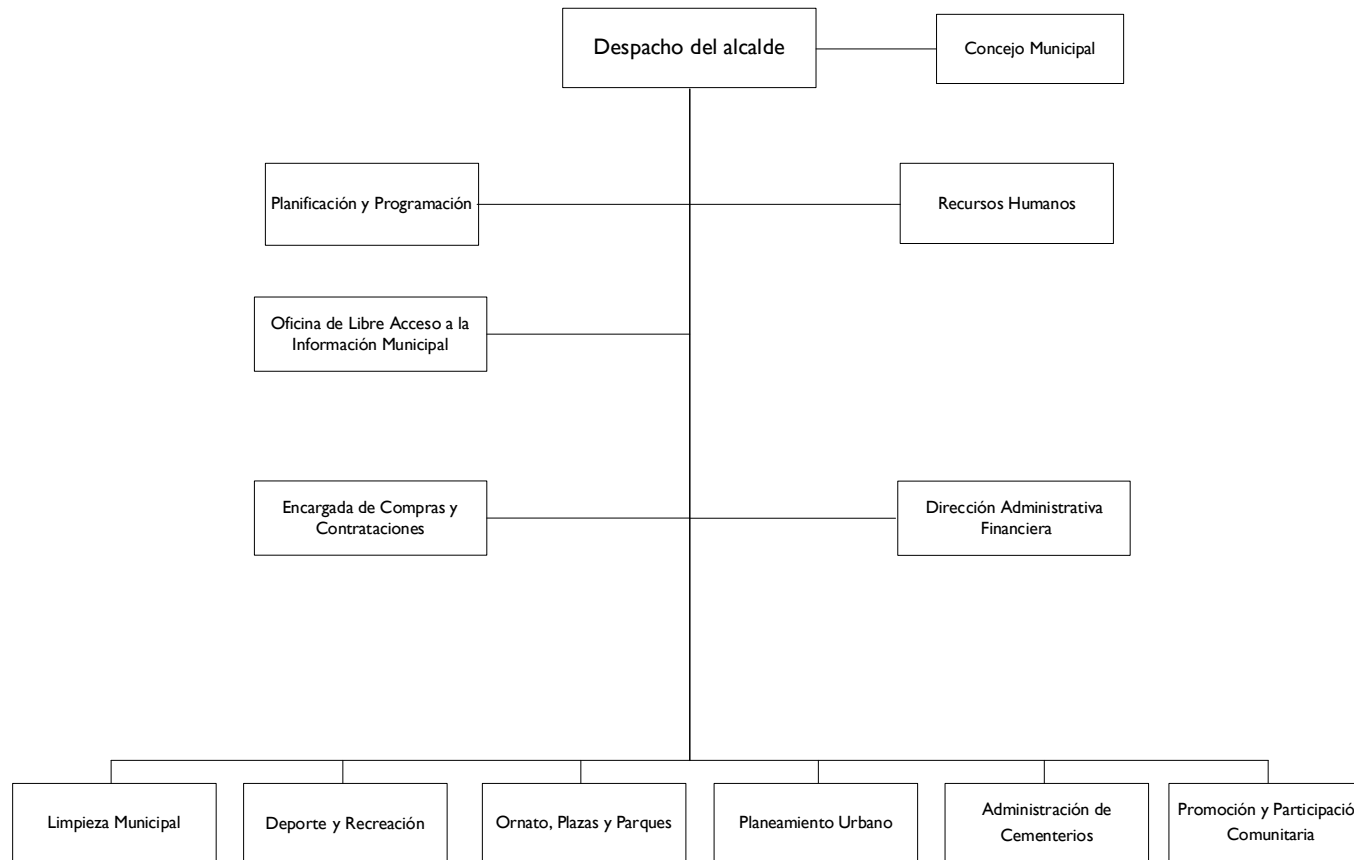 Despacho del alcalde
Concejo Municipal
Planificación y Programación
Recursos Humanos
Oficina de Libre Acceso a la
Información Municipal
Encargada de Compras y
Contrataciones
Dirección Administrativa
Financiera
Limpieza Municipal
Deporte y Recreación
Ornato, Plazas y Parques
Planeamiento Urbano
Administración de
Cementerios
Promoción y Participación
Comunitaria